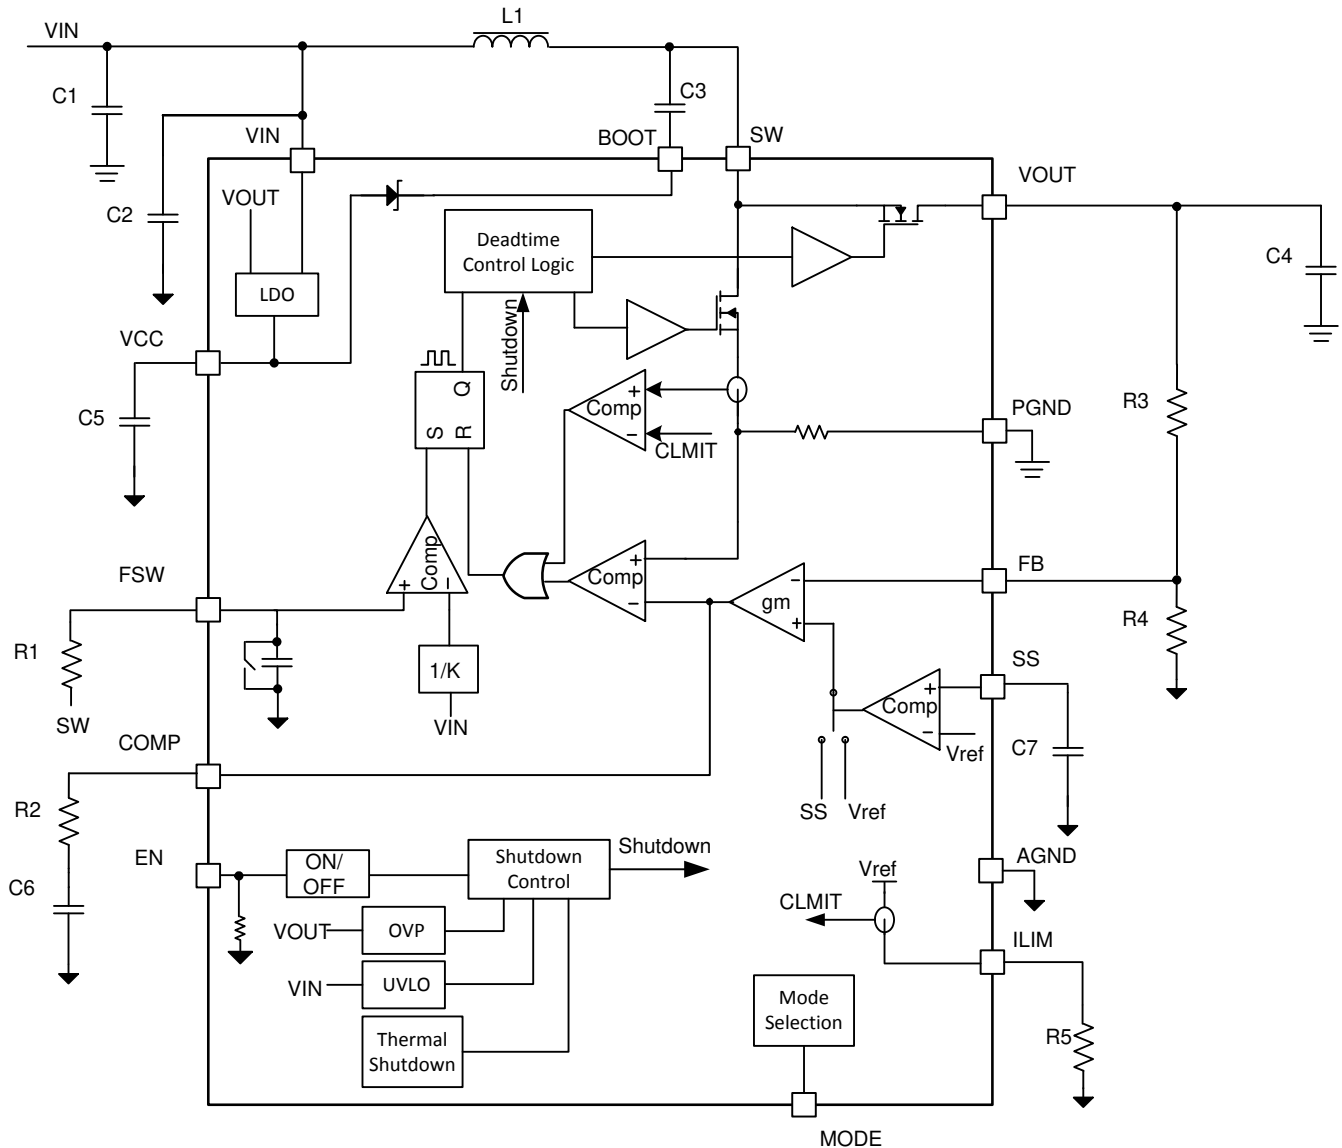 L1
VIN
C1
C3
VIN
BOOT
SW
VOUT
VOUT
C2
Deadtime
Control Logic
C4
LDO
Shutdown
VCC
Q
S
R
+
Comp
−
CLMIT
C5
PGND
R3
Comp
+
−
FSW
+
Comp
−
FB
−
gm
+
R4
R1
1/K
SS
SW
VIN
+
Comp
−
Vref
C7
COMP
R2
SS
Vref
EN
ON/
OFF
Shutdown
Control
Shutdown
Vref
AGND
C6
CLMIT
VOUT
OVP
ILIM
VIN
UVLO
Mode
Selection
Thermal
Shutdown
R5
MODE